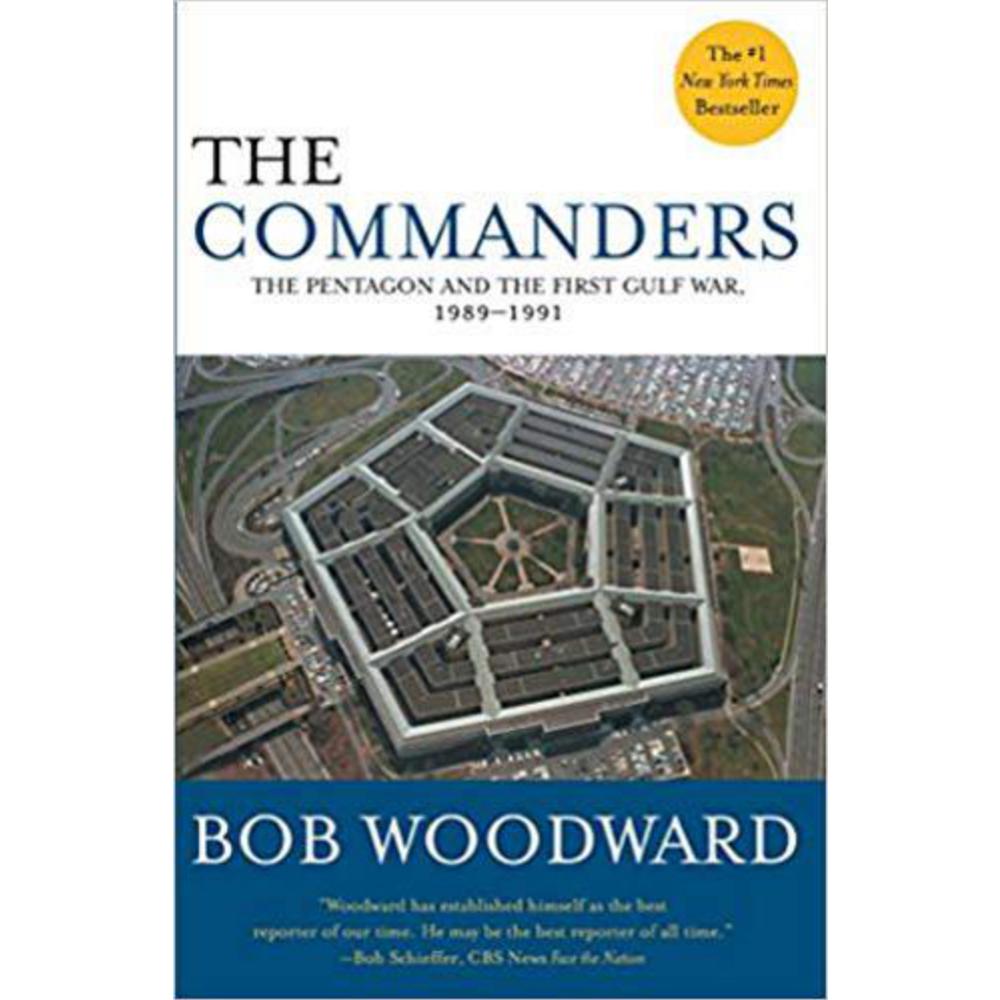 The #1
New York Times
Bestseller
THE
COMMANDERS
THE PENTAGON AND THE FIRST GULF WAR,
1989–1991
BOB WOODWARD
"Woodward has established himself as the best
reporter of our time. He may be the best reporter of all time."
—Bob Schieffer, CBS News Face the Nation